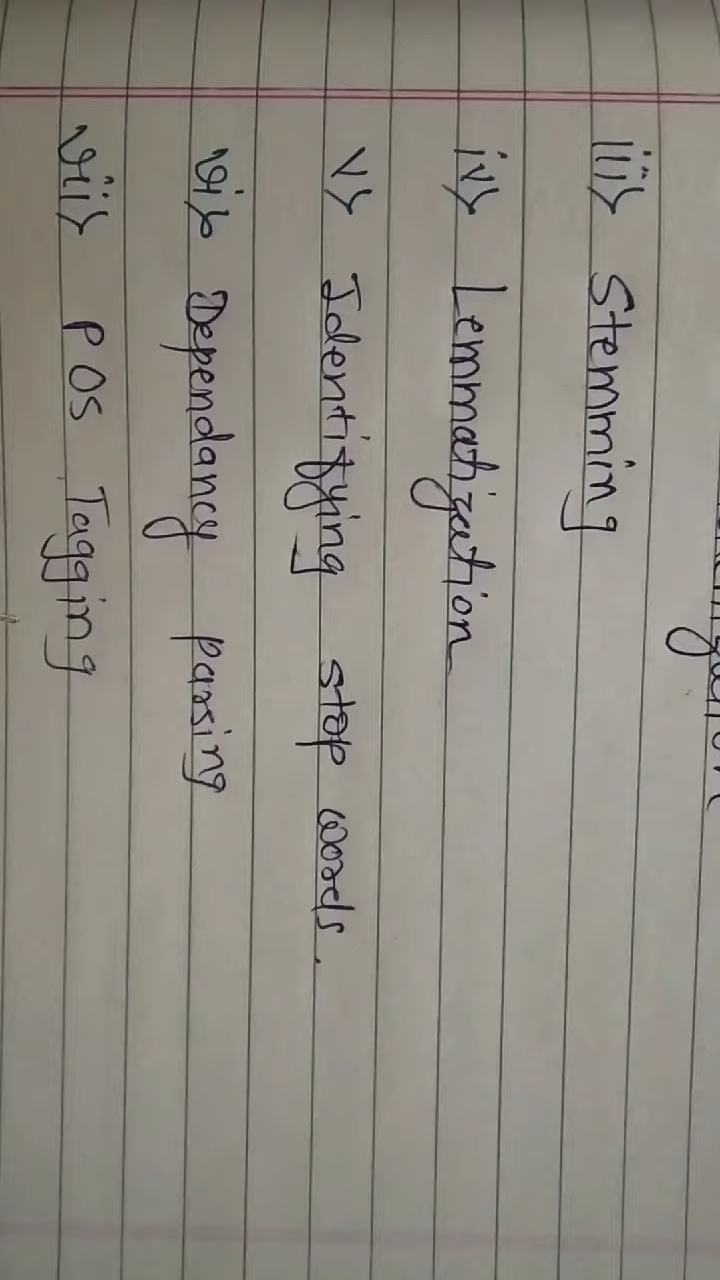 iii> Stemming
iv> Lemmatization
v> Identifying stop words.
vi> Dependancy parsing
vii> POS Tagging